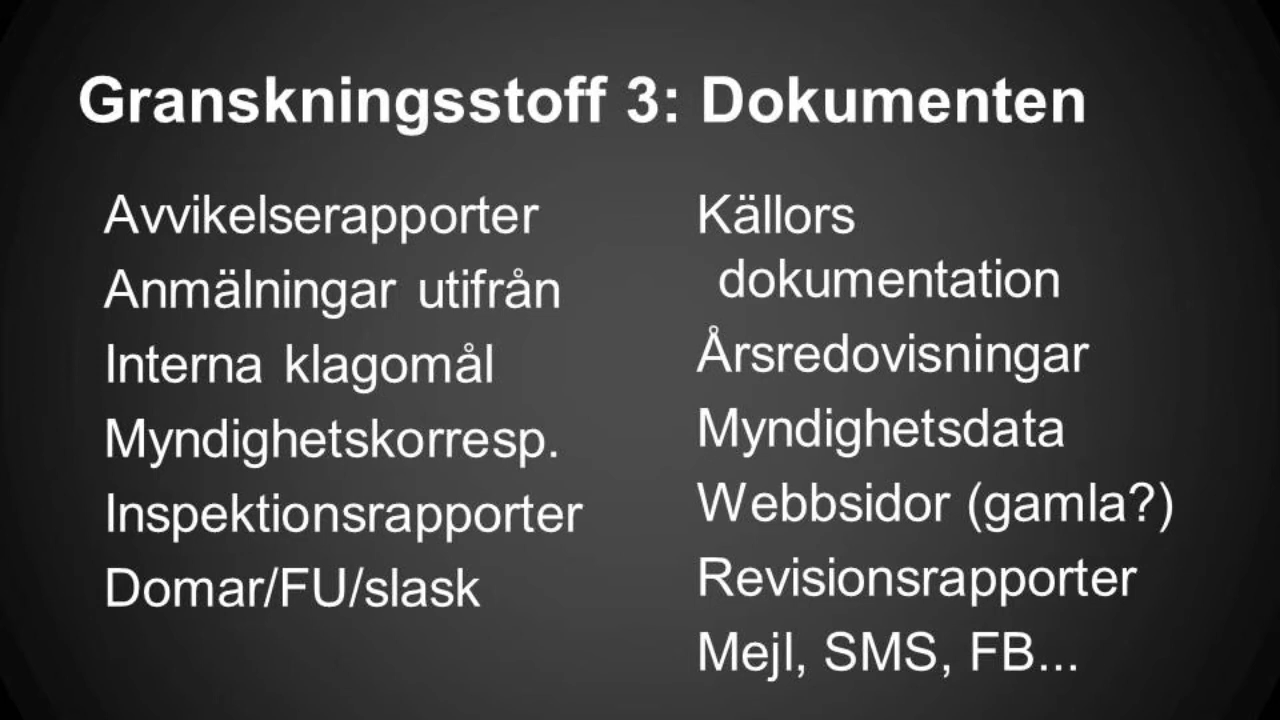 Granskningsstoff 3: Dokumenten
Avvikelserapporter
Anmälningar utifrån
Interna klagomål
Myndighetskorresp.
Inspektionsrapporter
Domar/FU/slask
Källors
dokumentation
Årsredovisningar
Myndighetsdata
Webbsidor (gamla?)
Revisionsrapporter
Mejl, SMS, FB...